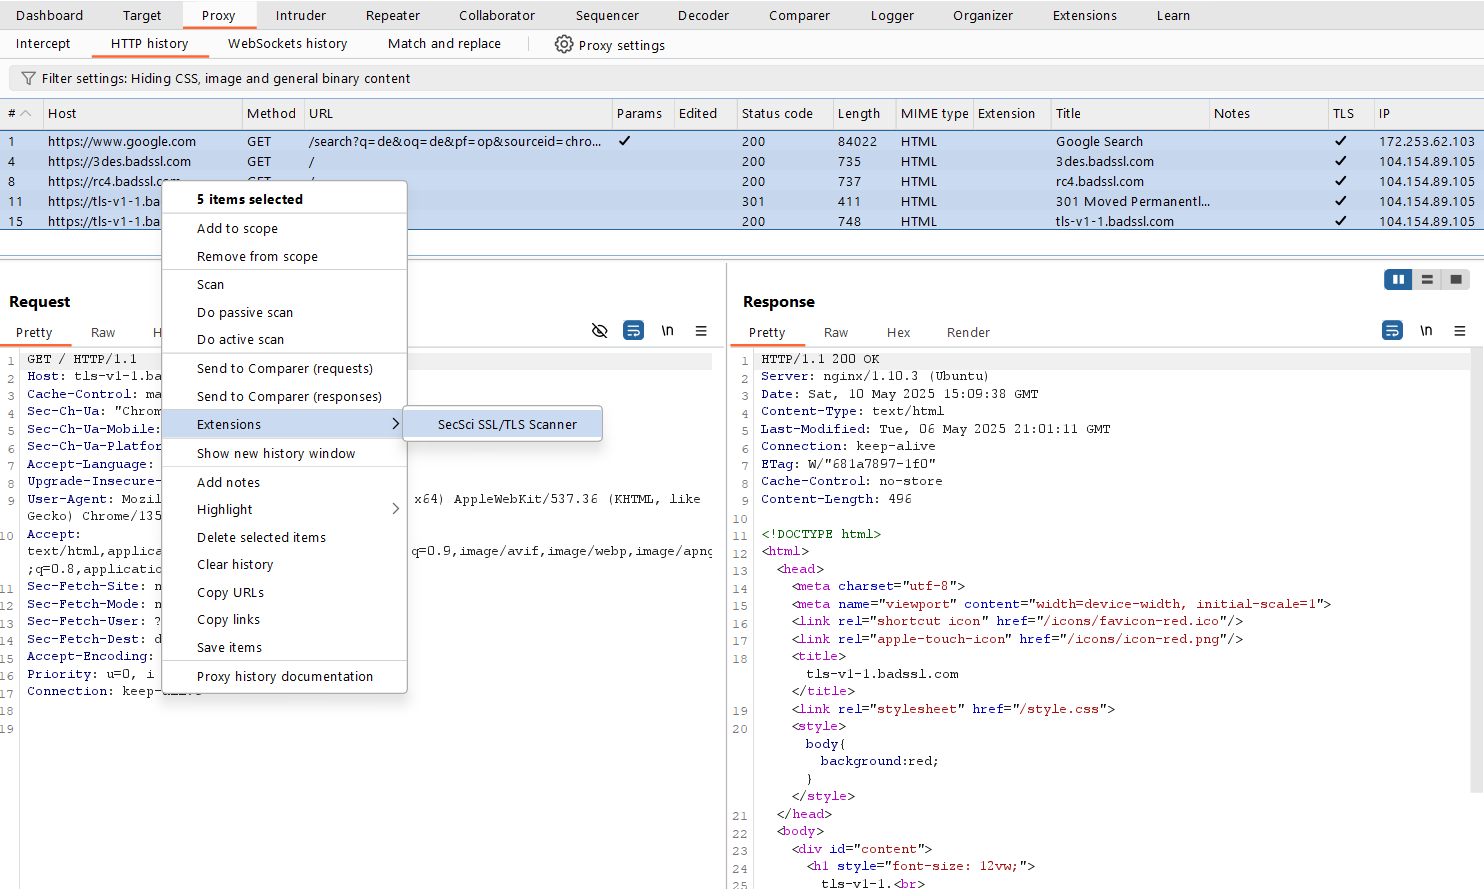 Dashboard Target Proxy Intruder Repeater Collaborator Sequencer Decoder Comparer Logger Organizer Extensions Learn
Intercept HTTP history WebSockets history Match and replace Proxy settings
Filter settings: Hiding CSS, image and general binary content
# Host Method URL Params Edited Status code Length MIME type Extension Title Notes TLS IP
1 https://www.google.com GET /search?q=de&oq=de&pf=op&sourceid=chro... ✓ 200 84022 HTML Google Search ✓ 172.253.62.103
4 https://3des.badssl.com GET / 200 735 HTML 3des.badssl.com ✓ 104.154.89.105
8 https://rc4.badssl.com 200 737 HTML rc4.badssl.com ✓ 104.154.89.105
11 https://tls-v1-1.ba 301 411 HTML 301 Moved Permanentl... ✓ 104.154.89.105
15 https://tls-v1-1.ba 200 748 HTML tls-v1-1.badssl.com ✓ 104.154.89.105
5 items selected
Add to scope
Remove from scope
Scan
Do passive scan
Do active scan
Send to Comparer (requests)
Send to Comparer (responses)
Extensions
SecSci SSL/TLS Scanner
Show new history window
Add notes
Highlight
Delete selected items
Clear history
Copy URLs
Copy links
Save items
Proxy history documentation
Request
Pretty Raw H \n
1 GET / HTTP/1.1
2 Host: tls-v1-1.ba
3 Cache-Control: ma
4 Sec-Ch-Ua: "Chrom
5 Sec-Ch-Ua-Mobile:
6 Sec-Ch-Ua-Platfor
7 Accept-Language:
8 Upgrade-Insecure-
9 User-Agent: Mozil x64) AppleWebKit/537.36 (KHTML, like
Gecko) Chrome/135
10 Accept:
text/html,applica q=0.9,image/avif,image/webp,image/apng
;q=0.8,applicatio
11 Sec-Fetch-Site: n
12 Sec-Fetch-Mode: n
13 Sec-Fetch-User: ?
14 Sec-Fetch-Dest: d
15 Accept-Encoding:
16 Priority: u=0, i
17 Connection: keep-alive
18
19
Response
Pretty Raw Hex Render \n
1 HTTP/1.1 200 OK
2 Server: nginx/1.10.3 (Ubuntu)
3 Date: Sat, 10 May 2025 15:09:38 GMT
4 Content-Type: text/html
5 Last-Modified: Tue, 06 May 2025 21:01:11 GMT
6 Connection: keep-alive
7 ETag: W/"681a7897-1f0"
8 Cache-Control: no-store
9 Content-Length: 496
10
11 <!DOCTYPE html>
12 <html>
13 <head>
14 <meta charset="utf-8">
15 <meta name="viewport" content="width=device-width, initial-scale=1">
16 <link rel="shortcut icon" href="/icons/favicon-red.ico"/>
17 <link rel="apple-touch-icon" href="/icons/icon-red.png"/>
18 <title>
tls-v1-1.badssl.com
</title>
19 <link rel="stylesheet" href="/style.css">
20 <style>
body{
background:red;
}
</style>
21 </head>
22 <body>
23 <div id="content">
24 <h1 style="font-size: 12vw;">
25 tls-v1-1.<br>